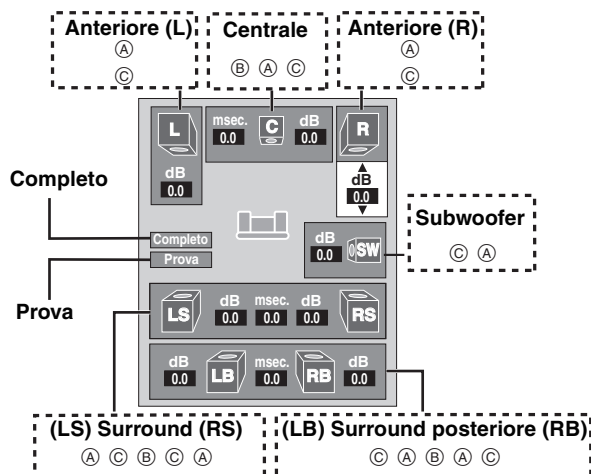 Anteriore (L)
Ⓐ
Ⓒ
Centrale
Ⓑ Ⓐ Ⓒ
Anteriore (R)
Ⓐ
Ⓒ
L
dB
0.0
msec.
0.0
C
dB
0.0
R
dB
0.0
Completo
Completo
Prova
Prova
dB
0.0
SW
Subwoofer
Ⓒ Ⓐ
LS
dB
0.0
msec.
0.0
dB
0.0
RS
dB
0.0
LB
msec.
0.0
RB
dB
0.0
(LS) Surround (RS)
Ⓐ Ⓒ Ⓑ Ⓒ Ⓐ
(LB) Surround posteriore (RB)
Ⓒ Ⓐ Ⓑ Ⓐ Ⓒ